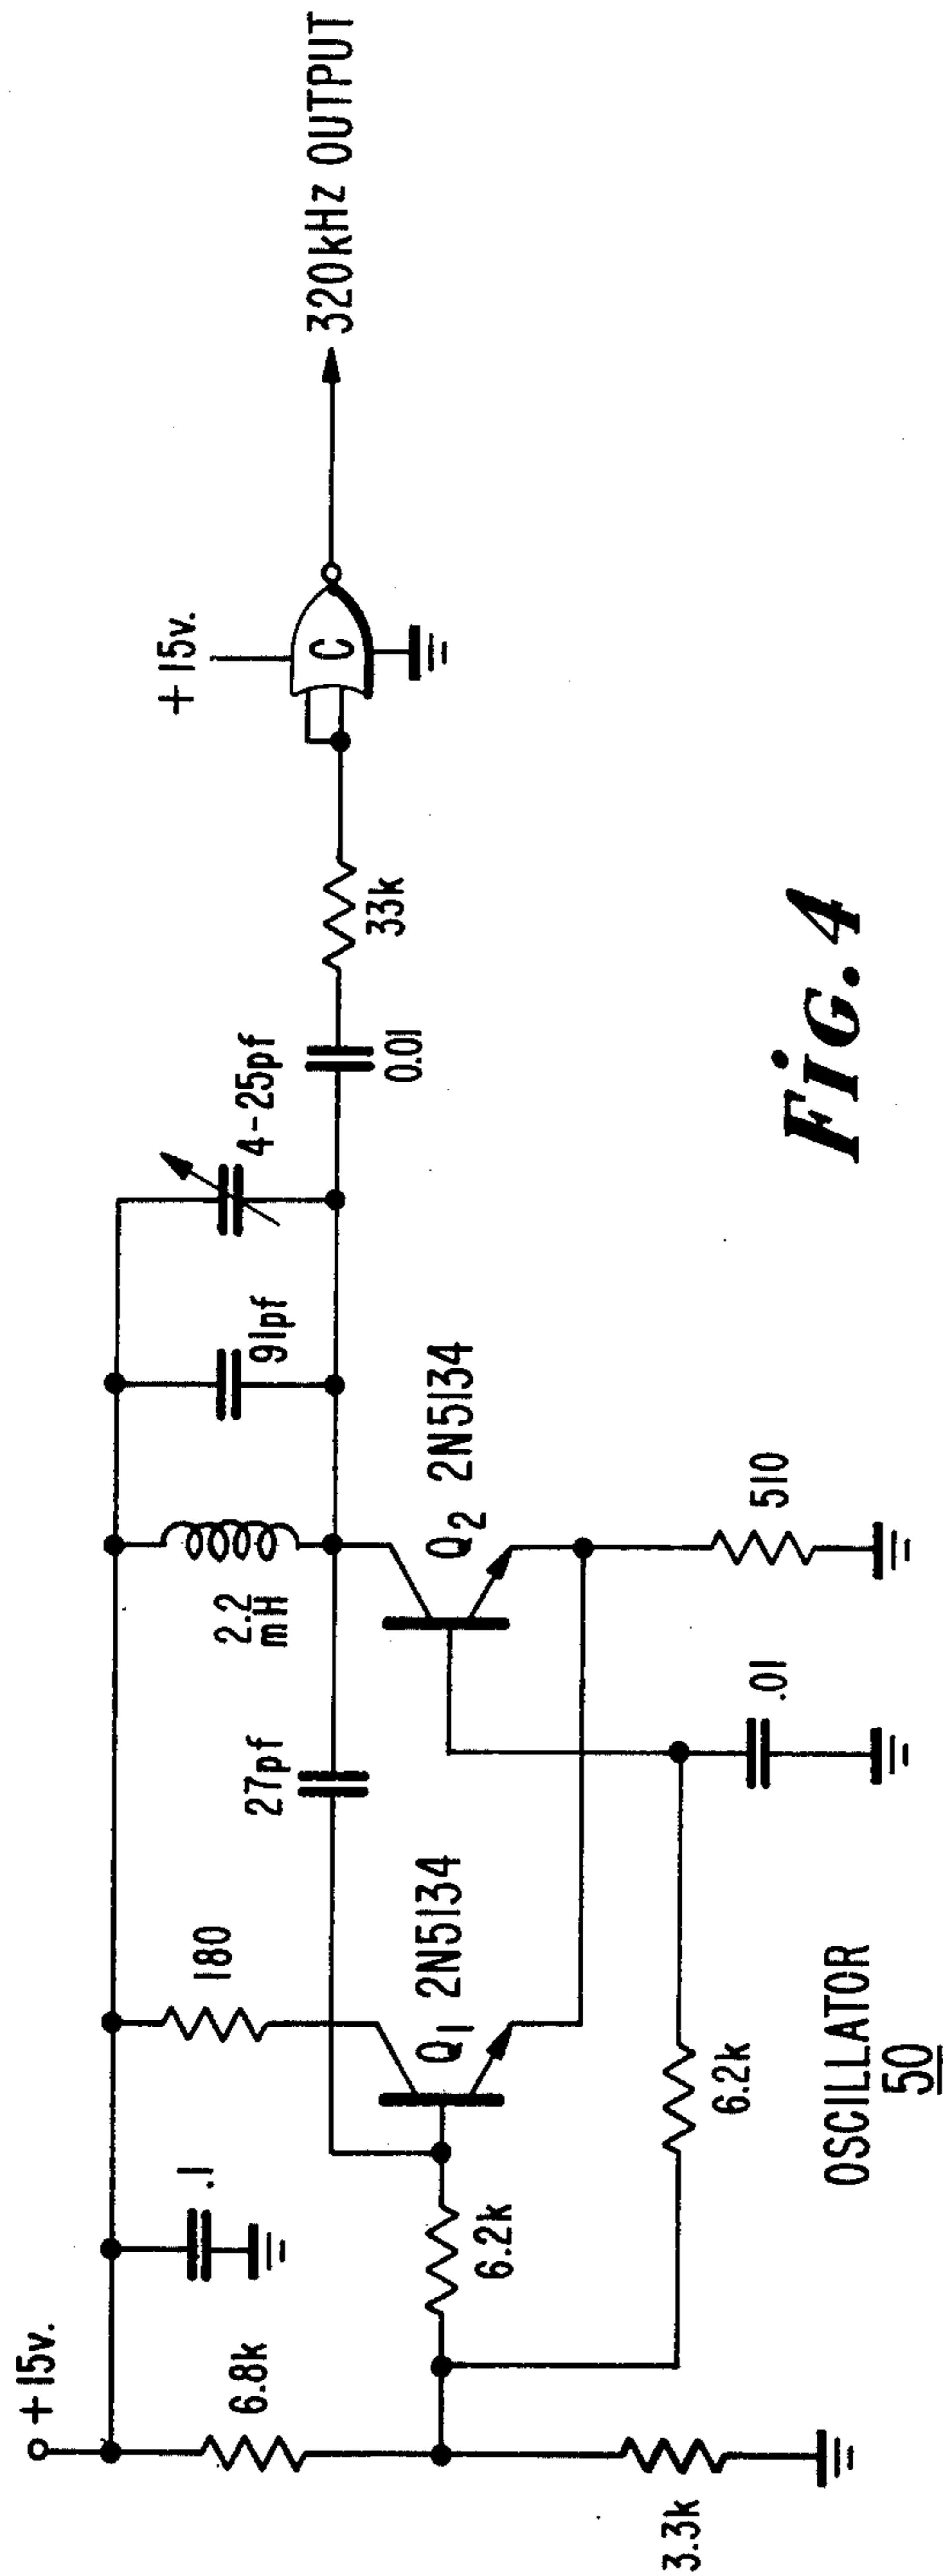 +15v.
6.8k
3.3k
.1
6.2k
6.2k
180
Q1 2N5134
27pf
2.2
mH
Q2 2N5134
.01
510
91pf
4-25pf
0.01
33k
+15v.
C
320kHz OUTPUT
OSCILLATOR
50
FIG. 4